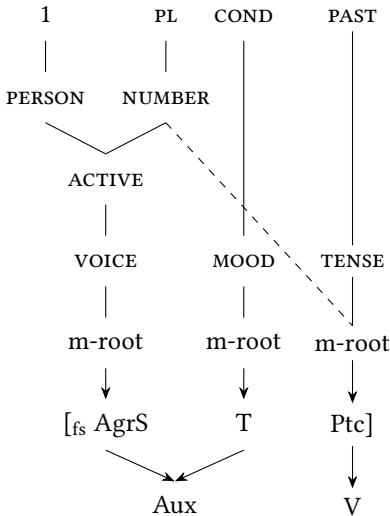 1 PL COND PAST
PERSON NUMBER
ACTIVE
VOICE MOOD TENSE
m-root m-root m-root
[fs AgrS T Ptc]
Aux V